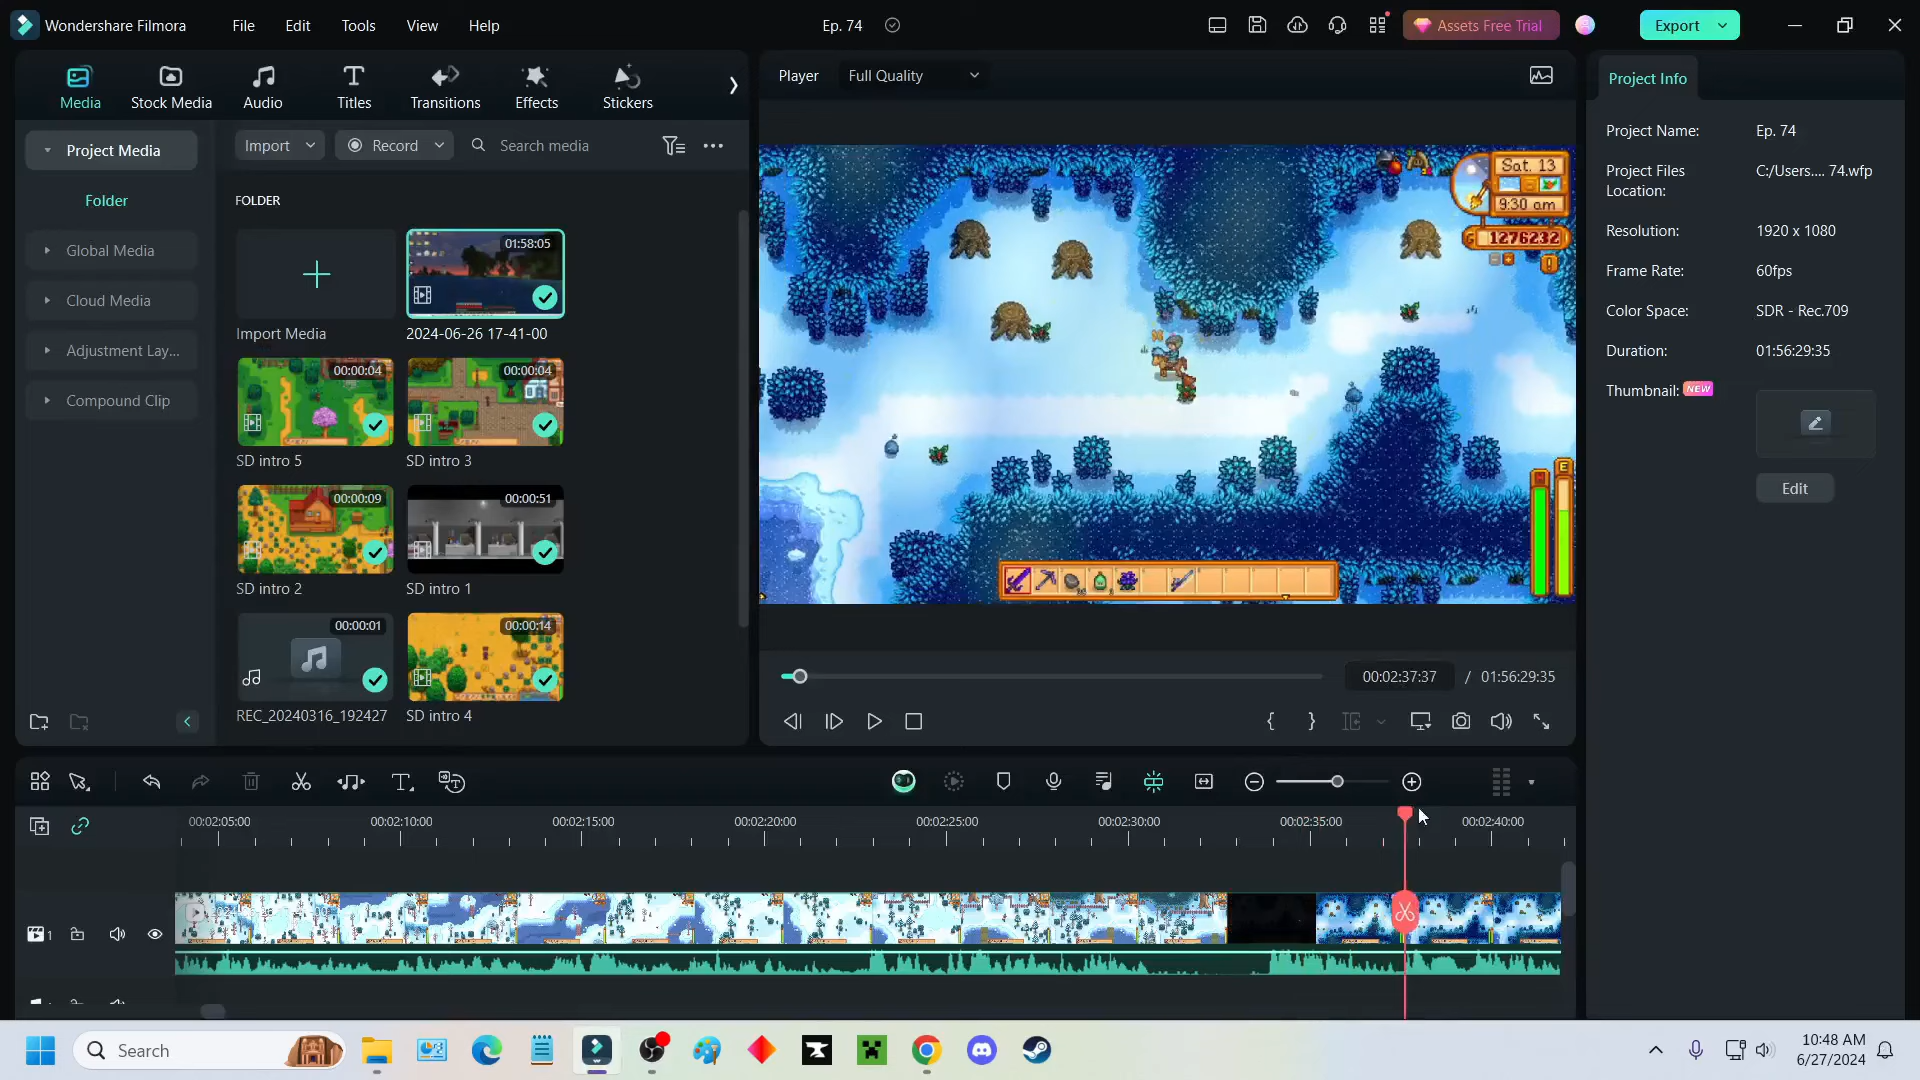 Wondershare Filmora
File
Edit
Tools
View
Help
Ep. 74
Assets Free Trial
Export
Media
Stock Media
Audio
Titles
Transitions
Effects
Stickers
Player
Full Quality
Project Info
Project Media
Import
Record
Search media
Folder
Global Media
Cloud Media
Adjustment Lay...
Compound Clip
FOLDER
Import Media
01:58:05
2024-06-26 17-41-00
00:00:04
SD intro 5
00:00:04
SD intro 3
00:00:09
SD intro 2
00:00:51
SD intro 1
00:00:01
REC_20240316_192427
00:00:14
SD intro 4
Sat. 13
9:30 am
1276232
E
00:02:37:37 / 01:56:29:35
Project Name: Ep. 74
Project Files Location: C:/Users.... 74.wfp
Resolution: 1920 x 1080
Frame Rate: 60fps
Color Space: SDR - Rec.709
Duration: 01:56:29:35
Thumbnail: NEW
Edit
00:02:05:00
00:02:10:00
00:02:15:00
00:02:20:00
00:02:25:00
00:02:30:00
00:02:35:00
00:02:40:00
1
Search
10:48 AM
6/27/2024